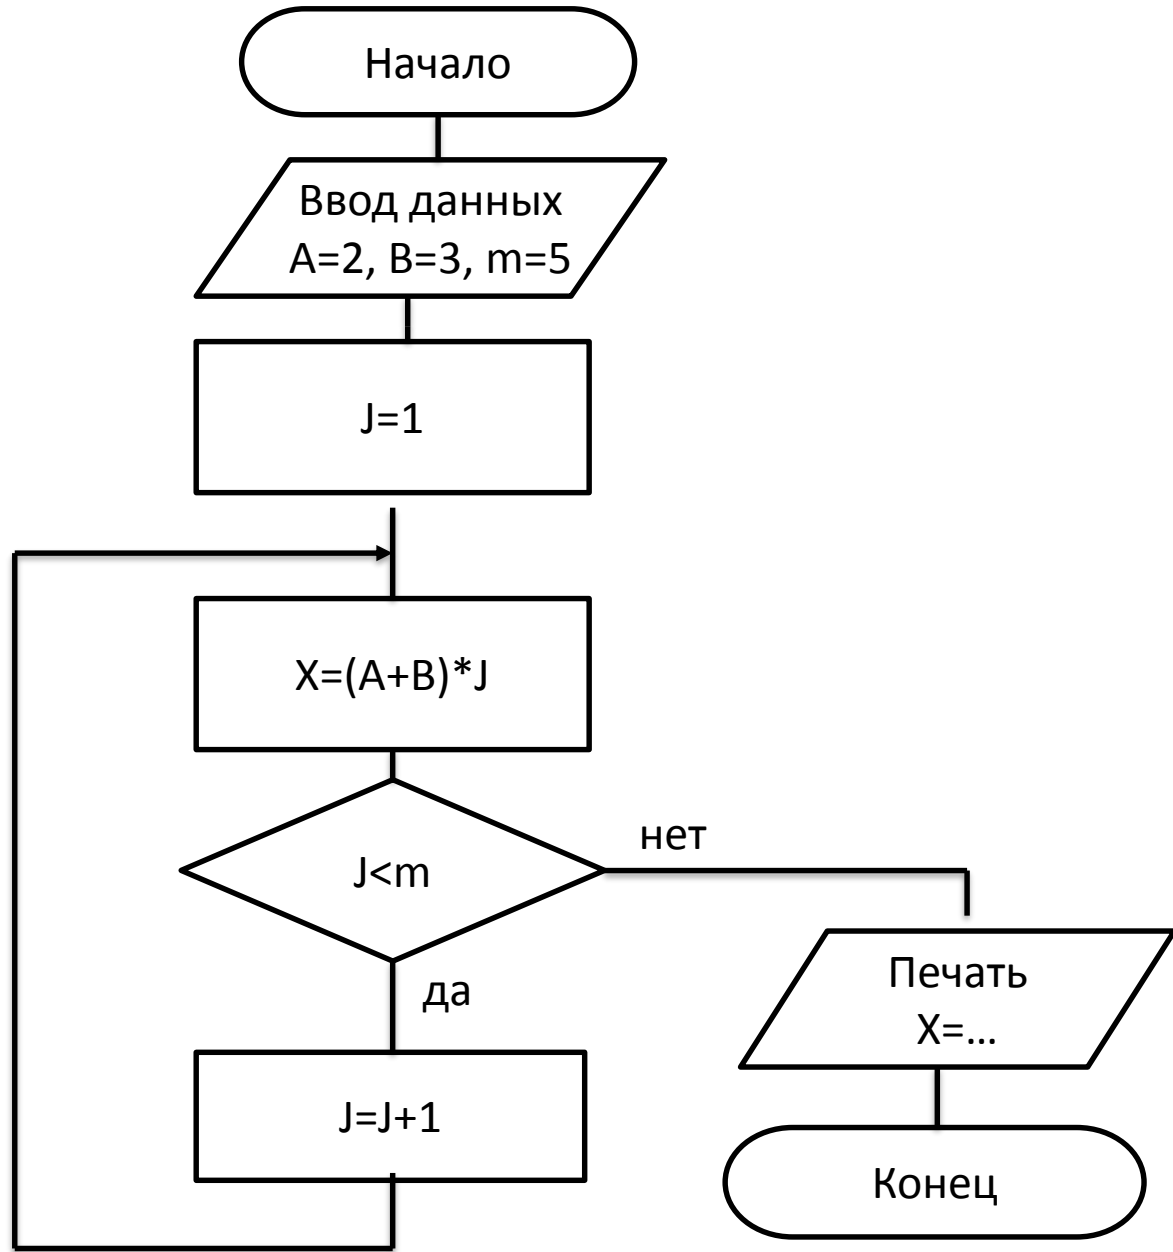 Начало
Ввод данных
A=2, B=3, m=5
J=1
X=(A+B)*J
J<m
нет
да
J=J+1
Печать
X=...
Конец